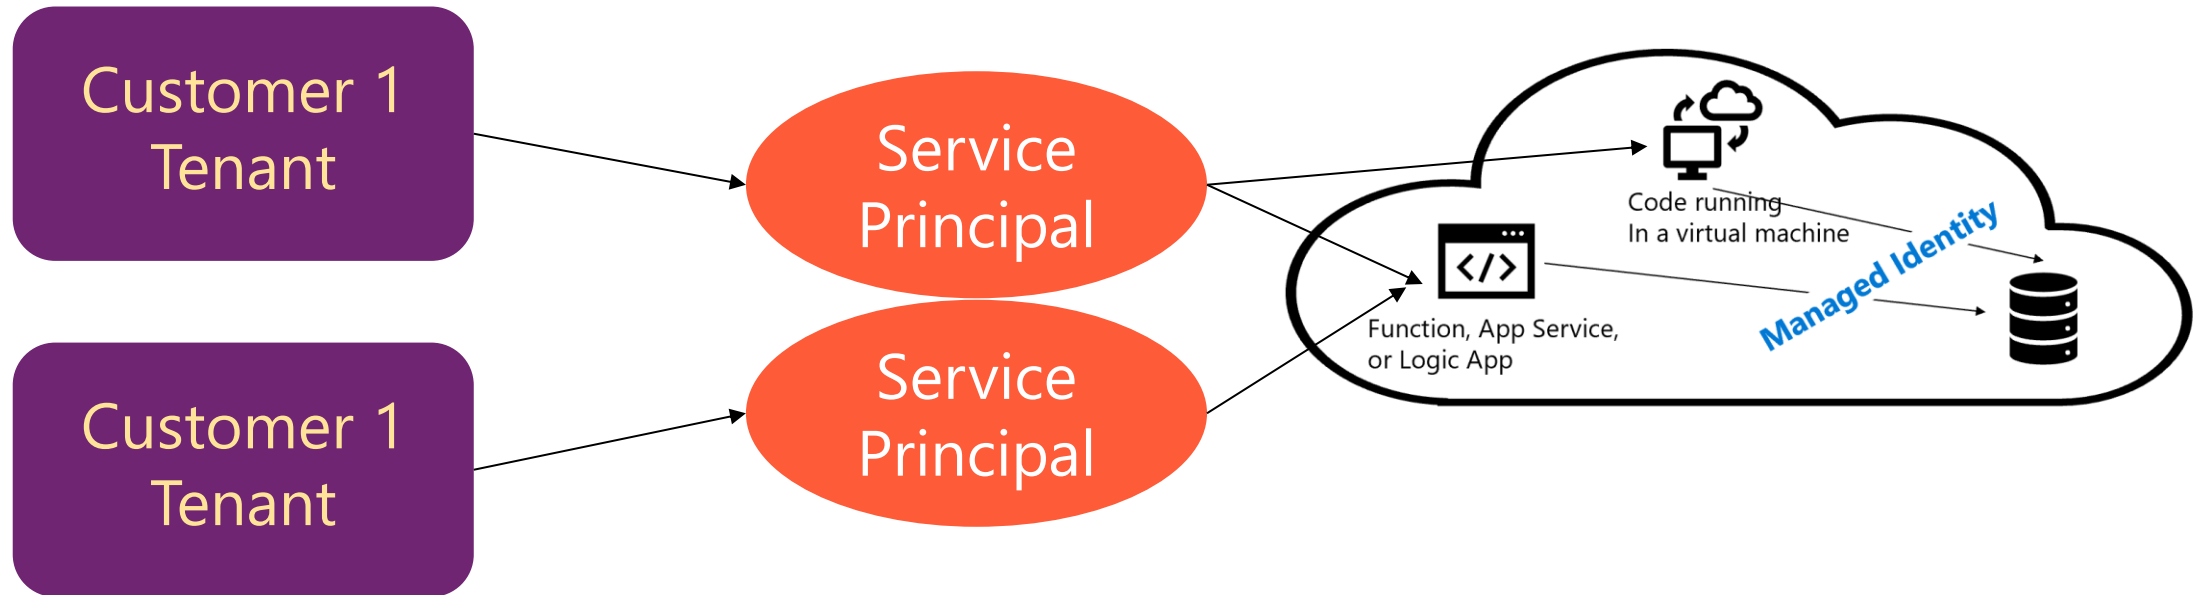 Customer 1
Tenant
Service
Principal
Customer 1
Tenant
Service
Principal
Code running
In a virtual machine
</>
Function, App Service,
or Logic App
Managed Identity